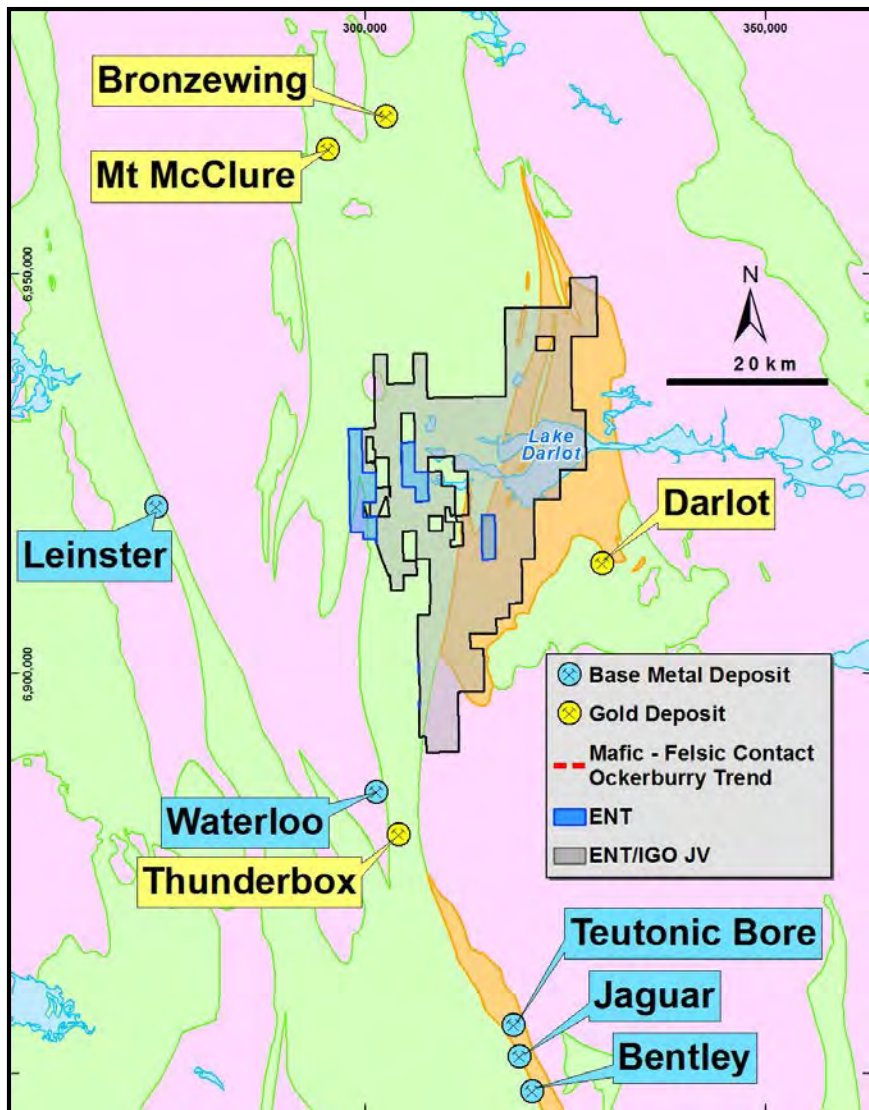 300,000
350,000
Bronzewing
Mt McClure
6,950,000
N
20 km
Lake
Darlot
Darlot
Leinster
6,900,000
Base Metal Deposit
Gold Deposit
Mafic - Felsic Contact
Ockerburry Trend
ENT
ENT/IGO JV
Waterloo
Thunderbox
Teutonic Bore
Jaguar
Bentley